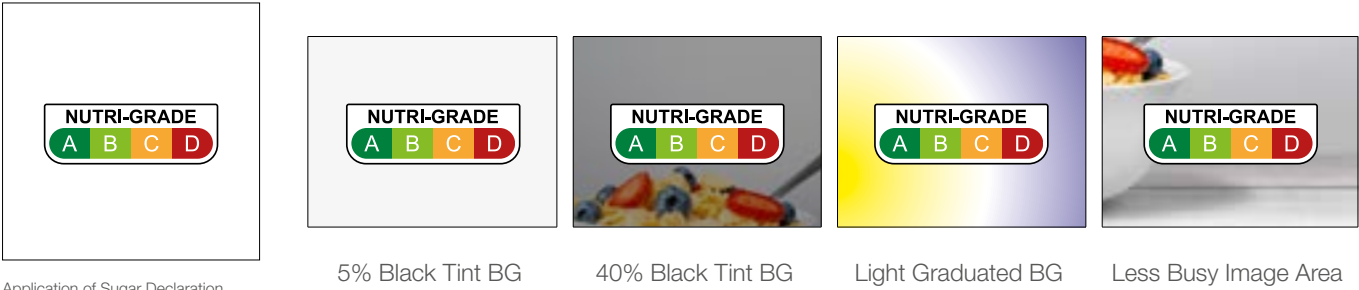 NUTRI-GRADE
A B C D
NUTRI-GRADE
A B C D
NUTRI-GRADE
A B C D
NUTRI-GRADE
A B C D
NUTRI-GRADE
A B C D
5% Black Tint BG
40% Black Tint BG
Light Graduated BG
Less Busy Image Area
Application of Sugar Declaration